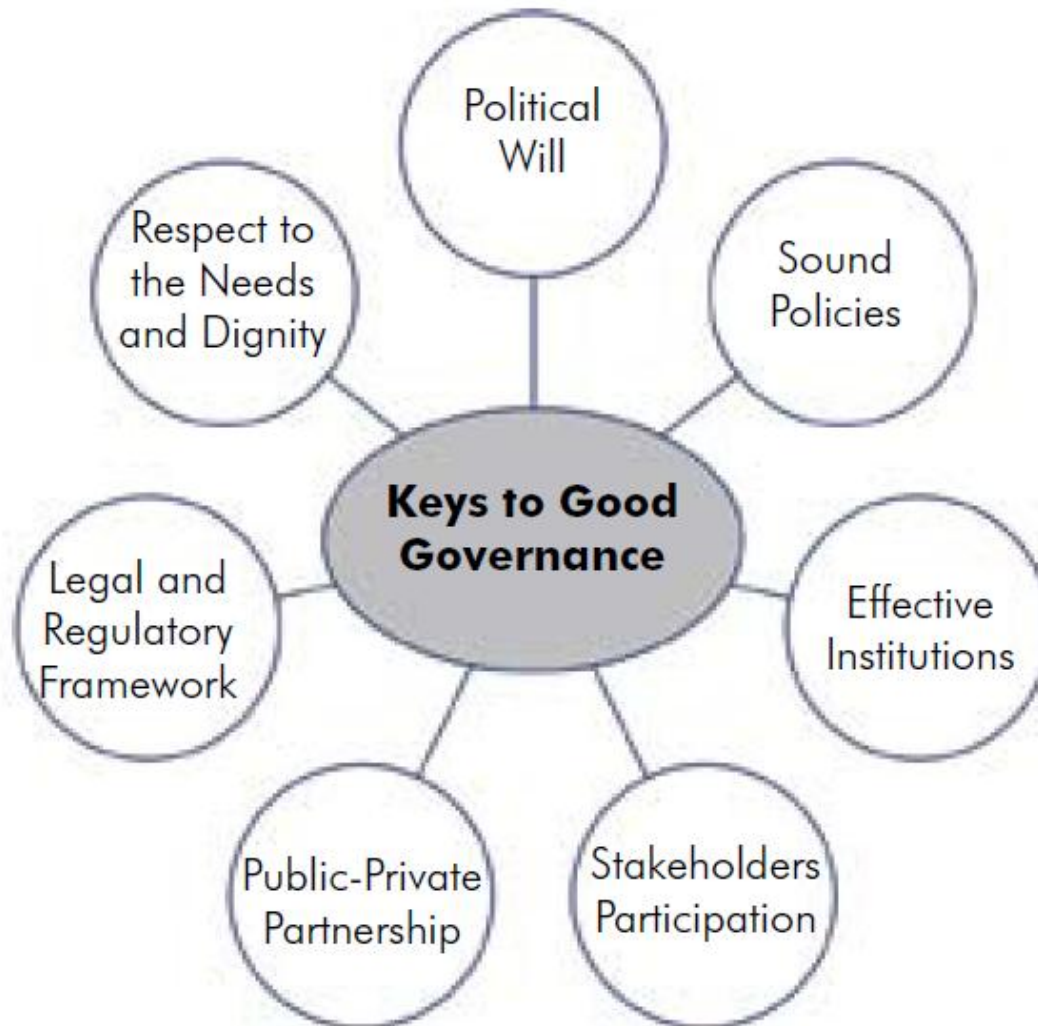 Political
Will
Sound
Policies
Effective
Institutions
Stakeholders
Participation
Public-Private
Partnership
Legal and
Regulatory
Framework
Respect to
the Needs
and Dignity
Keys to Good
Governance